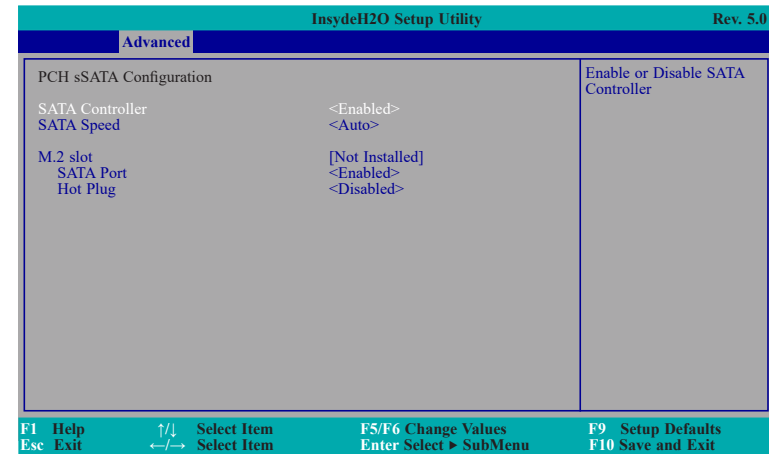 InsydeH2O Setup Utility Rev. 5.0
Advanced
PCH sSATA Configuration
Enable or Disable SATA
Controller
SATA Controller <Enabled>
SATA Speed <Auto>
M.2 slot [Not Installed]
SATA Port <Enabled>
Hot Plug <Disabled>
F1 Help ↑/↓ Select Item F5/F6 Change Values F9 Setup Defaults
Esc Exit ←/→ Select Item Enter Select ► SubMenu F10 Save and Exit